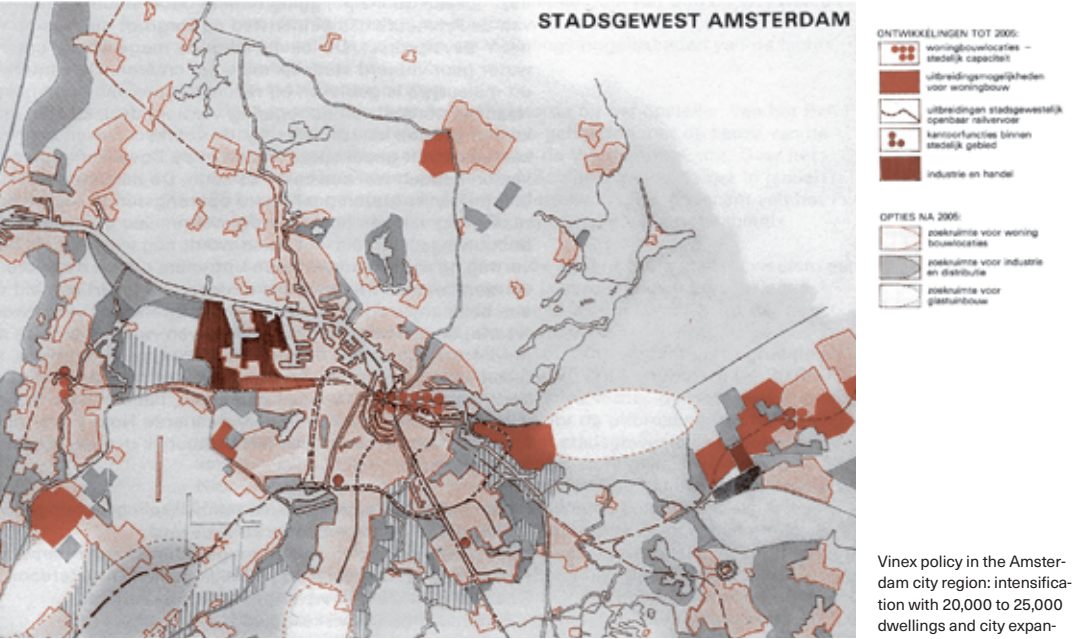 STADSGEWEST AMSTERDAM
ONTWIKKELINGEN TOT 2005:
woningbouwlocaties –
stedelijk capaciteit
uitbreidingsmogelijkheden
voor woningbouw
uitbreidingen stadsgewestelijk
openbaar railvervoer
kantoorfuncties binnen
stedelijk gebied
industrie en handel
OPTIES NA 2005:
zoekruimte voor woning
bouwlocaties
zoekruimte voor industrie
en distributie
zoekruimte voor
glastuinbouw
Vinex policy in the Amster-
dam city region: intensifica-
tion with 20,000 to 25,000
dwellings and city expan-